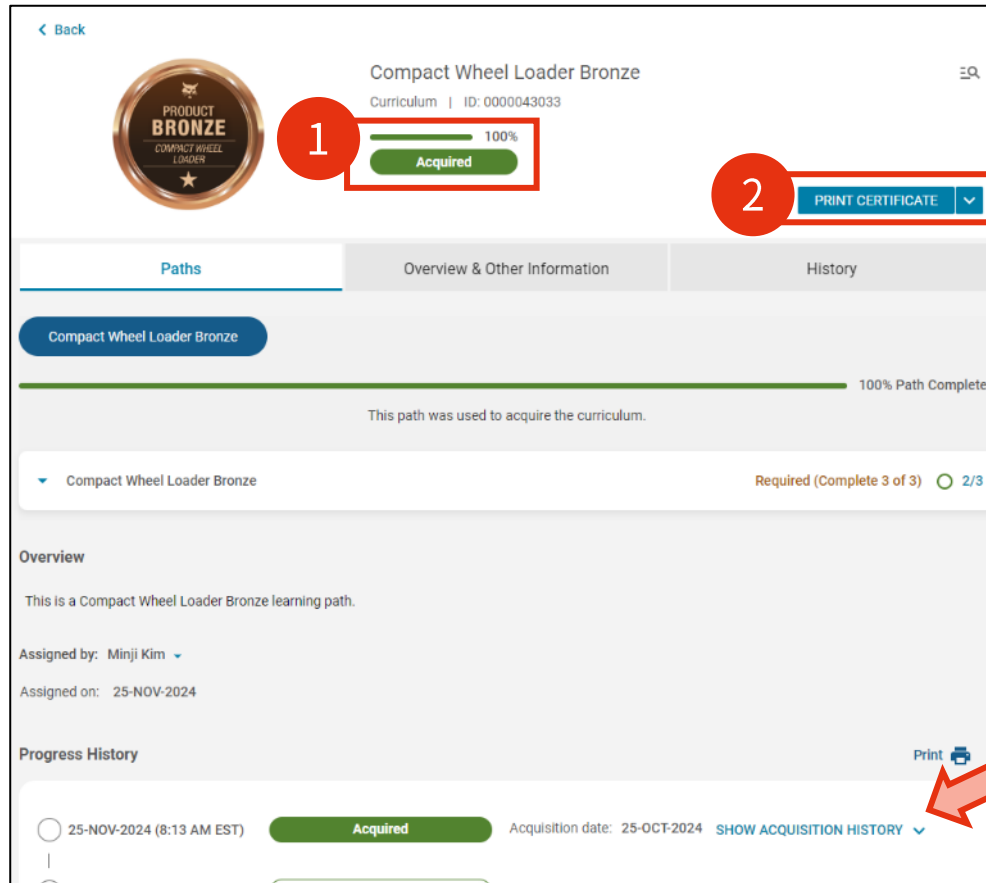 Back
PRODUCT
BRONZE
COMPACT WHEEL
LOADER
Compact Wheel Loader Bronze
Curriculum | ID: 0000043033
1
100%
Acquired
2
PRINT CERTIFICATE
Paths
Overview & Other Information
History
Compact Wheel Loader Bronze
100% Path Complete
This path was used to acquire the curriculum.
Compact Wheel Loader Bronze
Required (Complete 3 of 3) 2/3
Overview
This is a Compact Wheel Loader Bronze learning path.
Assigned by: Minji Kim
Assigned on: 25-NOV-2024
Progress History
Print
25-NOV-2024 (8:13 AM EST) Acquired Acquisition date: 25-OCT-2024 SHOW ACQUISITION HISTORY